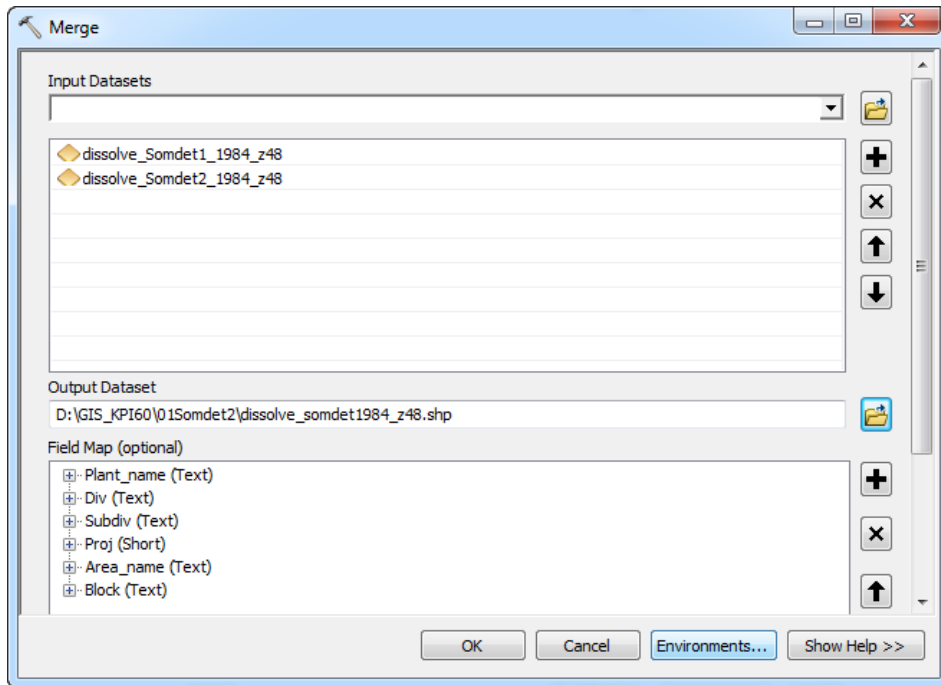 Merge
Input Datasets
dissolve_Somdet1_1984_z48
dissolve_Somdet2_1984_z48
Output Dataset
D:\GIS_KPI60\01Somdet2\dissolve_somdet1984_z48.shp
Field Map (optional)
Plant_name (Text)
Div (Text)
Subdiv (Text)
Proj (Short)
Area_name (Text)
Block (Text)
OK Cancel Environments... Show Help >>